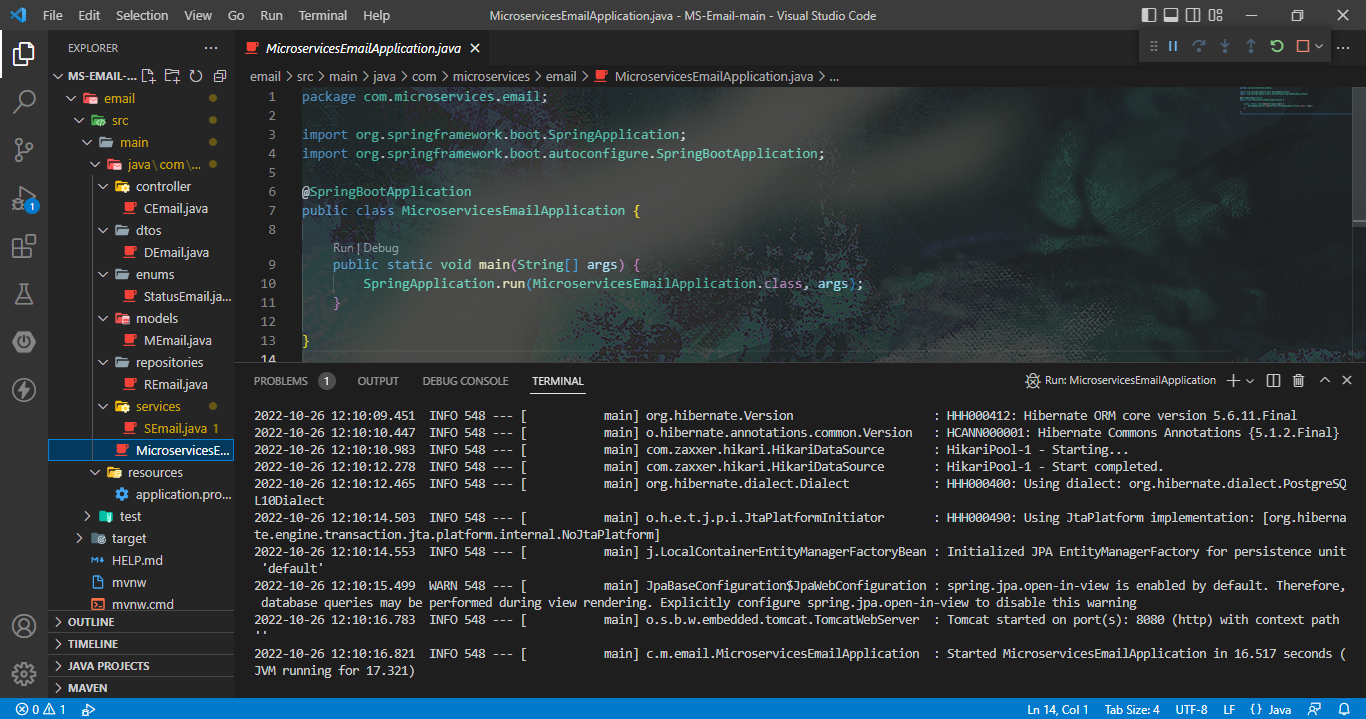 File Edit Selection View Go Run Terminal Help
MicroservicesEmailApplication.java - MS-Email-main - Visual Studio Code
EXPLORER
MS-EMAIL-...
email
src
main
java\com\...
controller
CEmail.java
dtos
DEmail.java
enums
StatusEmail.ja...
models
MEmail.java
repositories
REmail.java
services
SEmail.java 1
MicroservicesE...
resources
application.pro...
test
target
HELP.md
mvnw
mvnw.cmd
OUTLINE
TIMELINE
JAVA PROJECTS
MAVEN
1
MicroservicesEmailApplication.java
email > src > main > java > com > microservices > email > MicroservicesEmailApplication.java > ...
1 package com.microservices.email;
2
3 import org.springframework.boot.SpringApplication;
4 import org.springframework.boot.autoconfigure.SpringBootApplication;
5
6 @SpringBootApplication
7 public class MicroservicesEmailApplication {
8
Run | Debug
9 public static void main(String[] args) {
10 SpringApplication.run(MicroservicesEmailApplication.class, args);
11 }
12
13 }
14
PROBLEMS 1 OUTPUT DEBUG CONSOLE TERMINAL
Run: MicroservicesEmailApplication
2022-10-26 12:10:09.451 INFO 548 --- [ main] org.hibernate.Version : HHH000412: Hibernate ORM core version 5.6.11.Final
2022-10-26 12:10:10.447 INFO 548 --- [ main] o.hibernate.annotations.common.Version : HCANN000001: Hibernate Commons Annotations {5.1.2.Final}
2022-10-26 12:10:10.983 INFO 548 --- [ main] com.zaxxer.hikari.HikariDataSource : HikariPool-1 - Starting...
2022-10-26 12:10:12.278 INFO 548 --- [ main] com.zaxxer.hikari.HikariDataSource : HikariPool-1 - Start completed.
2022-10-26 12:10:12.465 INFO 548 --- [ main] org.hibernate.dialect.Dialect : HHH000400: Using dialect: org.hibernate.dialect.PostgreSQ
L10Dialect
2022-10-26 12:10:14.503 INFO 548 --- [ main] o.h.e.t.j.p.i.JtaPlatformInitiator : HHH000490: Using JtaPlatform implementation: [org.hiberna
te.engine.transaction.jta.platform.internal.NoJtaPlatform]
2022-10-26 12:10:14.553 INFO 548 --- [ main] j.LocalContainerEntityManagerFactoryBean : Initialized JPA EntityManagerFactory for persistence unit
'default'
2022-10-26 12:10:15.499 WARN 548 --- [ main] JpaBaseConfiguration$JpaWebConfiguration : spring.jpa.open-in-view is enabled by default. Therefore,
database queries may be performed during view rendering. Explicitly configure spring.jpa.open-in-view to disable this warning
2022-10-26 12:10:16.783 INFO 548 --- [ main] o.s.b.w.embedded.tomcat.TomcatWebServer : Tomcat started on port(s): 8080 (http) with context path
''
2022-10-26 12:10:16.821 INFO 548 --- [ main] c.m.email.MicroservicesEmailApplication : Started MicroservicesEmailApplication in 16.517 seconds (
JVM running for 17.321)
0 1
Ln 14, Col 1 Tab Size: 4 UTF-8 LF {} Java